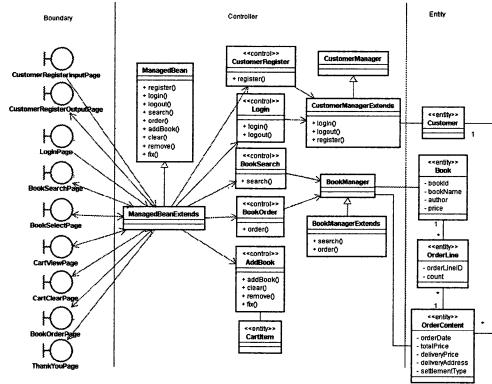 Boundary
Controller
Entity
CustomerRegisterInputPage
CustomerRegisterOutputPage
LoginPage
BookSearchPage
BookSelectPage
CartViewPage
CartClearPage
BookOrderPage
ThankYouPage
ManagedBean
+ register()
+ login()
+ logout()
+ search()
+ order()
+ addBook()
+ clear()
+ remove()
+ fix()
ManagedBeanExtends
<<control>>
CustomerRegister
+ register()
<<control>>
Login
+ login()
+ logout()
<<control>>
BookSearch
+ search()
<<control>>
BookOrder
+ order()
<<control>>
AddBook
+ addBook()
+ clear()
+ remove()
+ fix()
<<entity>>
CartItem
CustomerManager
CustomerManagerExtends
+ login()
+ logout()
+ register()
BookManager
BookManagerExtends
+ search()
+ order()
<<entity>>
Customer
1
<<entity>>
Book
- bookId
- bookName
- author
- price
1
*
<<entity>>
OrderLine
- orderLineID
- count
*
1
*
<<entity>>
OrderContent
- orderDate
- totalPrice
- deliveryPrice
- deliveryAddress
- settlementType